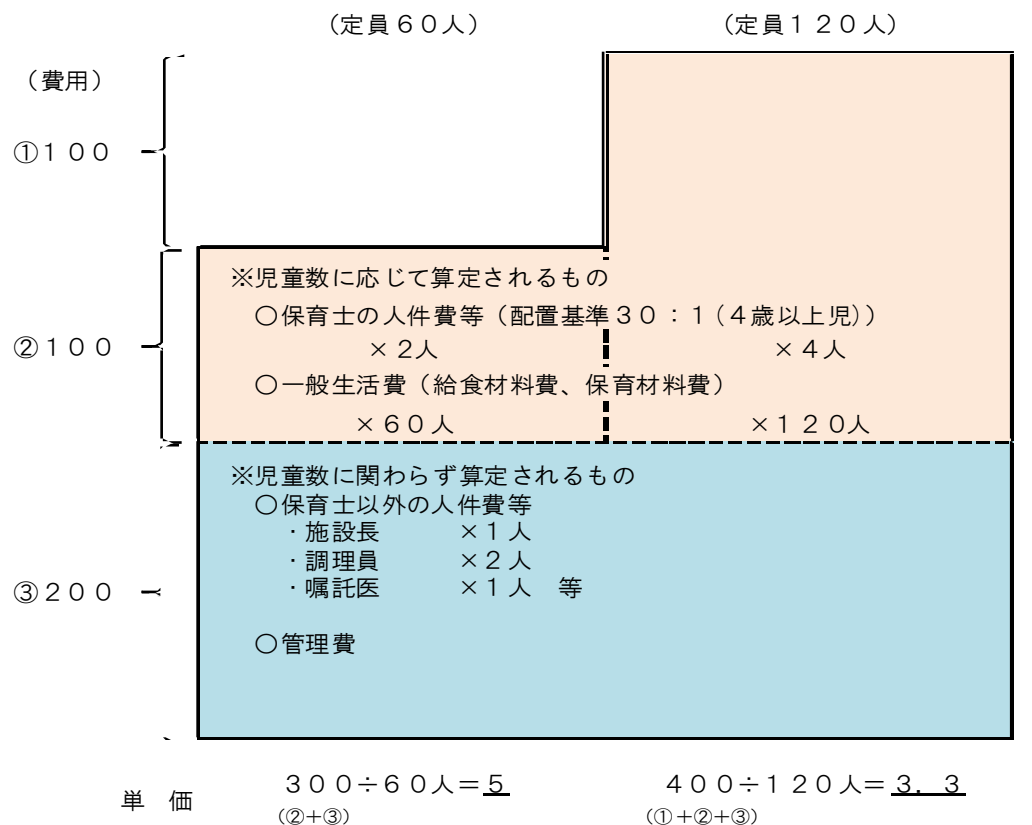 （定員６０人）　（定員１２０人）
（費用）
①１００
※児童数に応じて算定されるもの
○保育士の人件費等（配置基準３０：１（４歳以上児））
②１００
×２人　×４人
○一般生活費（給食材料費、保育材料費）
×６０人　×１２０人
※児童数に関わらず算定されるもの
○保育士以外の人件費等
・施設長　×１人
・調理員　×２人
③２００
・嘱託医　×１人　等
○管理費
単　価　３００÷６０人＝５　４００÷１２０人＝３．３
（②＋③）　（①＋②＋③）